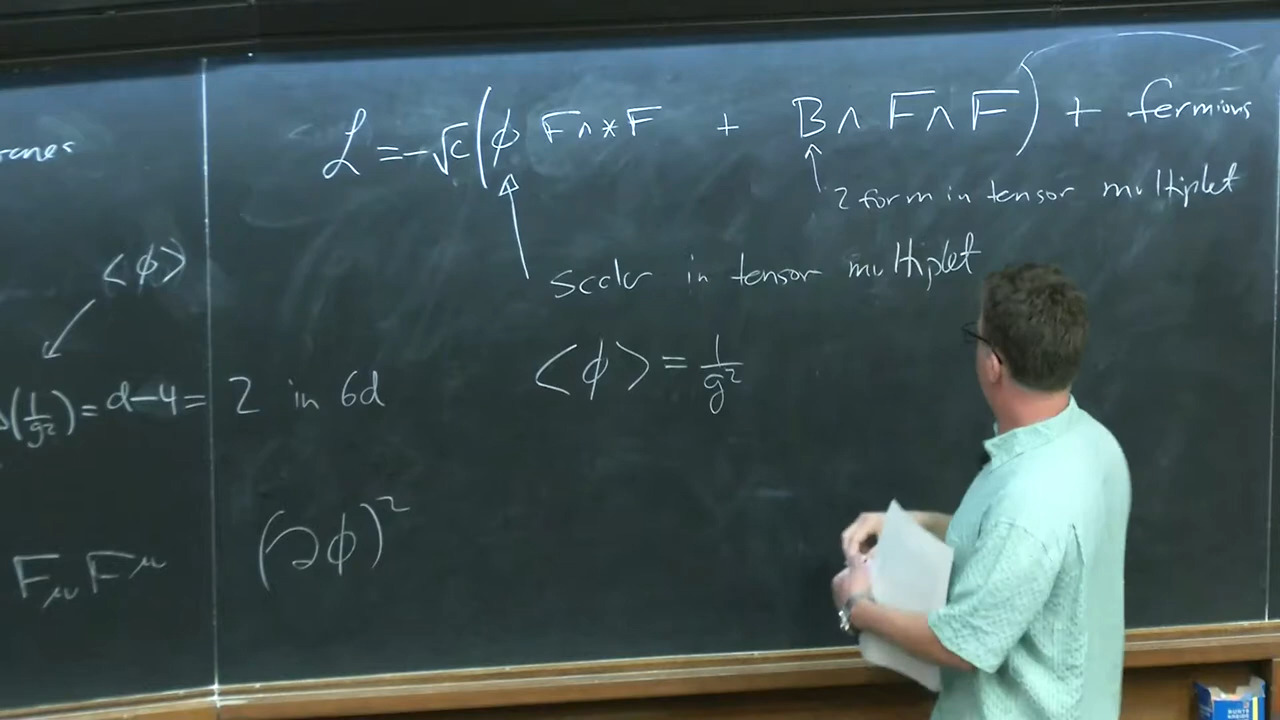 ℒ = -√c (φ F∧*F + B∧F∧F) + fermions
2 form in tensor multiplet
scalar in tensor multiplet
<φ>
<φ> = 1/g²
(1/g²) = d-4 = 2 in 6d
(∂φ)²
F_μν F^μν